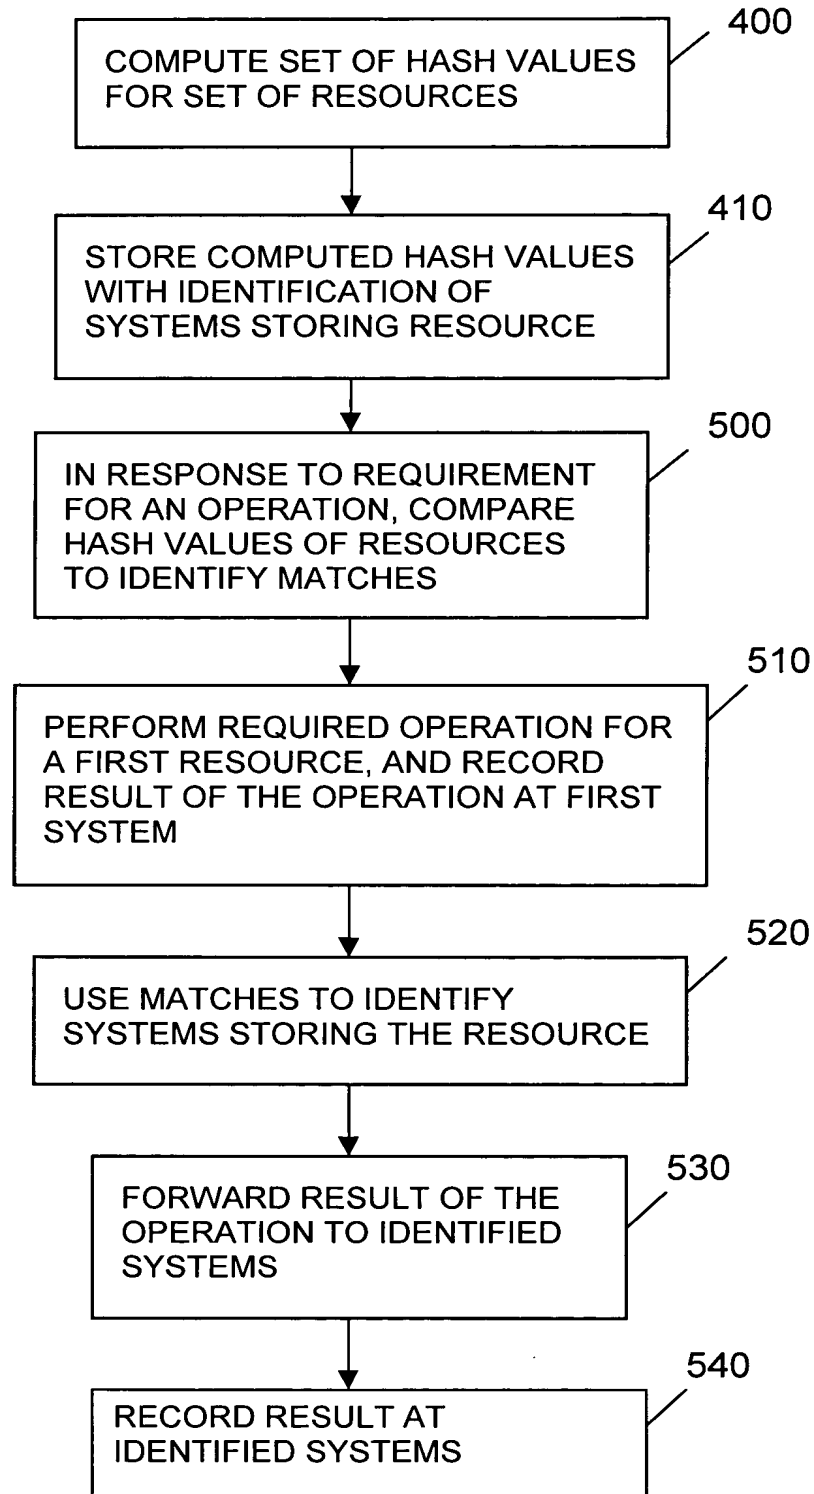 400
COMPUTE SET OF HASH VALUES
FOR SET OF RESOURCES
410
STORE COMPUTED HASH VALUES
WITH IDENTIFICATION OF
SYSTEMS STORING RESOURCE
500
IN RESPONSE TO REQUIREMENT
FOR AN OPERATION, COMPARE
HASH VALUES OF RESOURCES
TO IDENTIFY MATCHES
510
PERFORM REQUIRED OPERATION FOR
A FIRST RESOURCE, AND RECORD
RESULT OF THE OPERATION AT FIRST
SYSTEM
520
USE MATCHES TO IDENTIFY
SYSTEMS STORING THE RESOURCE
530
FORWARD RESULT OF THE
OPERATION TO IDENTIFIED
SYSTEMS
540
RECORD RESULT AT
IDENTIFIED SYSTEMS